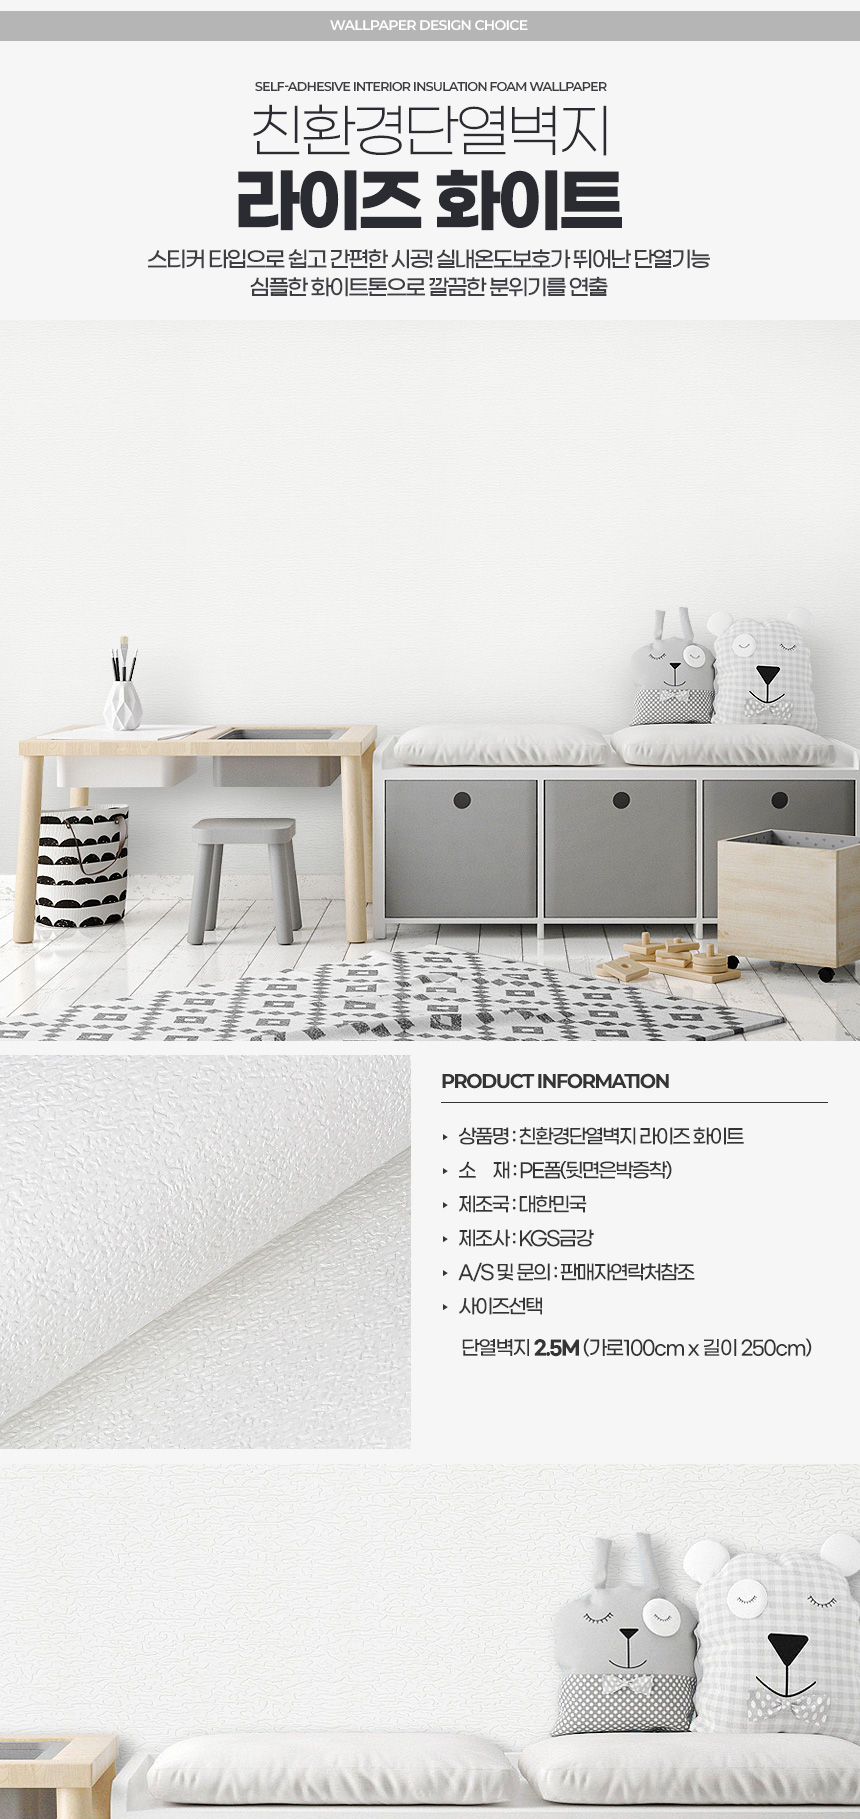 WALLPAPER DESIGN CHOICE
SELF-ADHESIVE INTERIOR INSULATION FOAM WALLPAPER
친환경단열벽지
라이즈 화이트
스티커 타입으로 쉽고 간편한 시공! 실내온도보호가 뛰어난 단열기능
심플한 화이트톤으로 깔끔한 분위기를 연출
PRODUCT INFORMATION
‣ 상품명 : 친환경단열벽지 라이즈 화이트
‣ 소 재 : PE폼(뒷면은박증착)
‣ 제조국 : 대한민국
‣ 제조사 : KGS금강
‣ A/S 및 문의 : 판매자연락처참조
‣ 사이즈선택
단열벽지 2.5M (가로100cm x 길이 250cm)